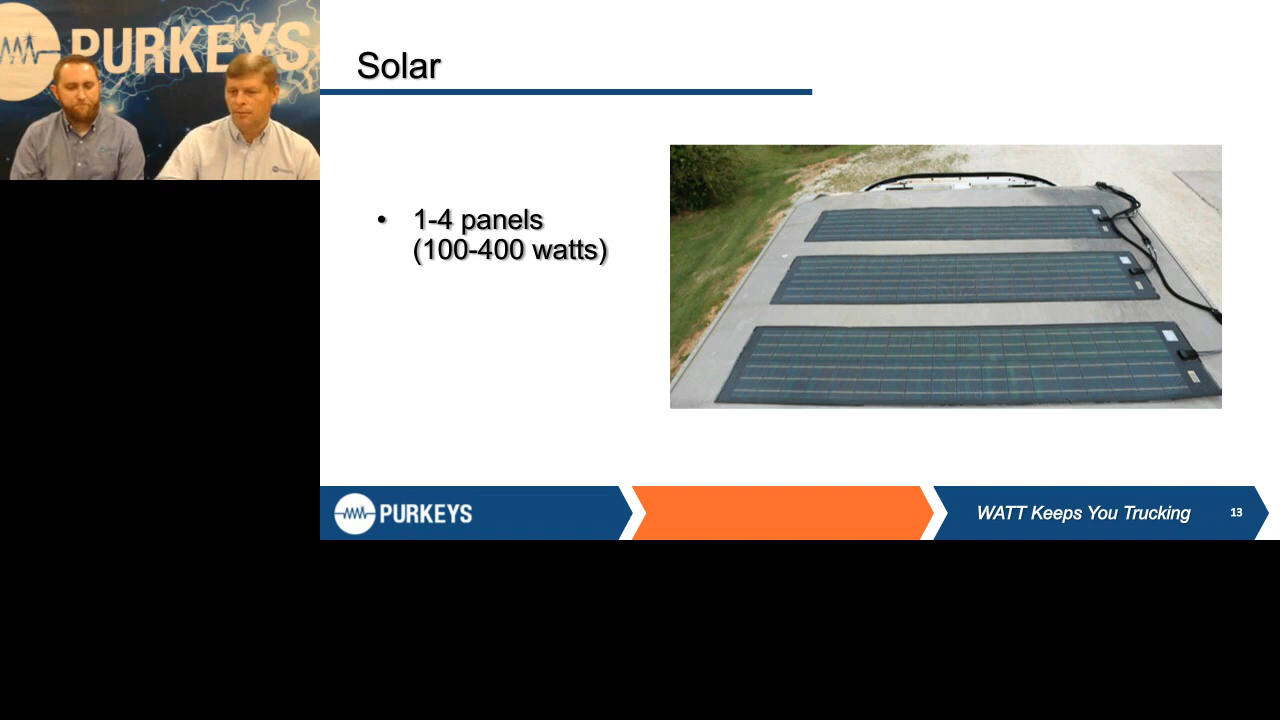 PURKEYS
Solar
• 1-4 panels
(100-400 watts)
PURKEYS
WATT Keeps You Trucking
13